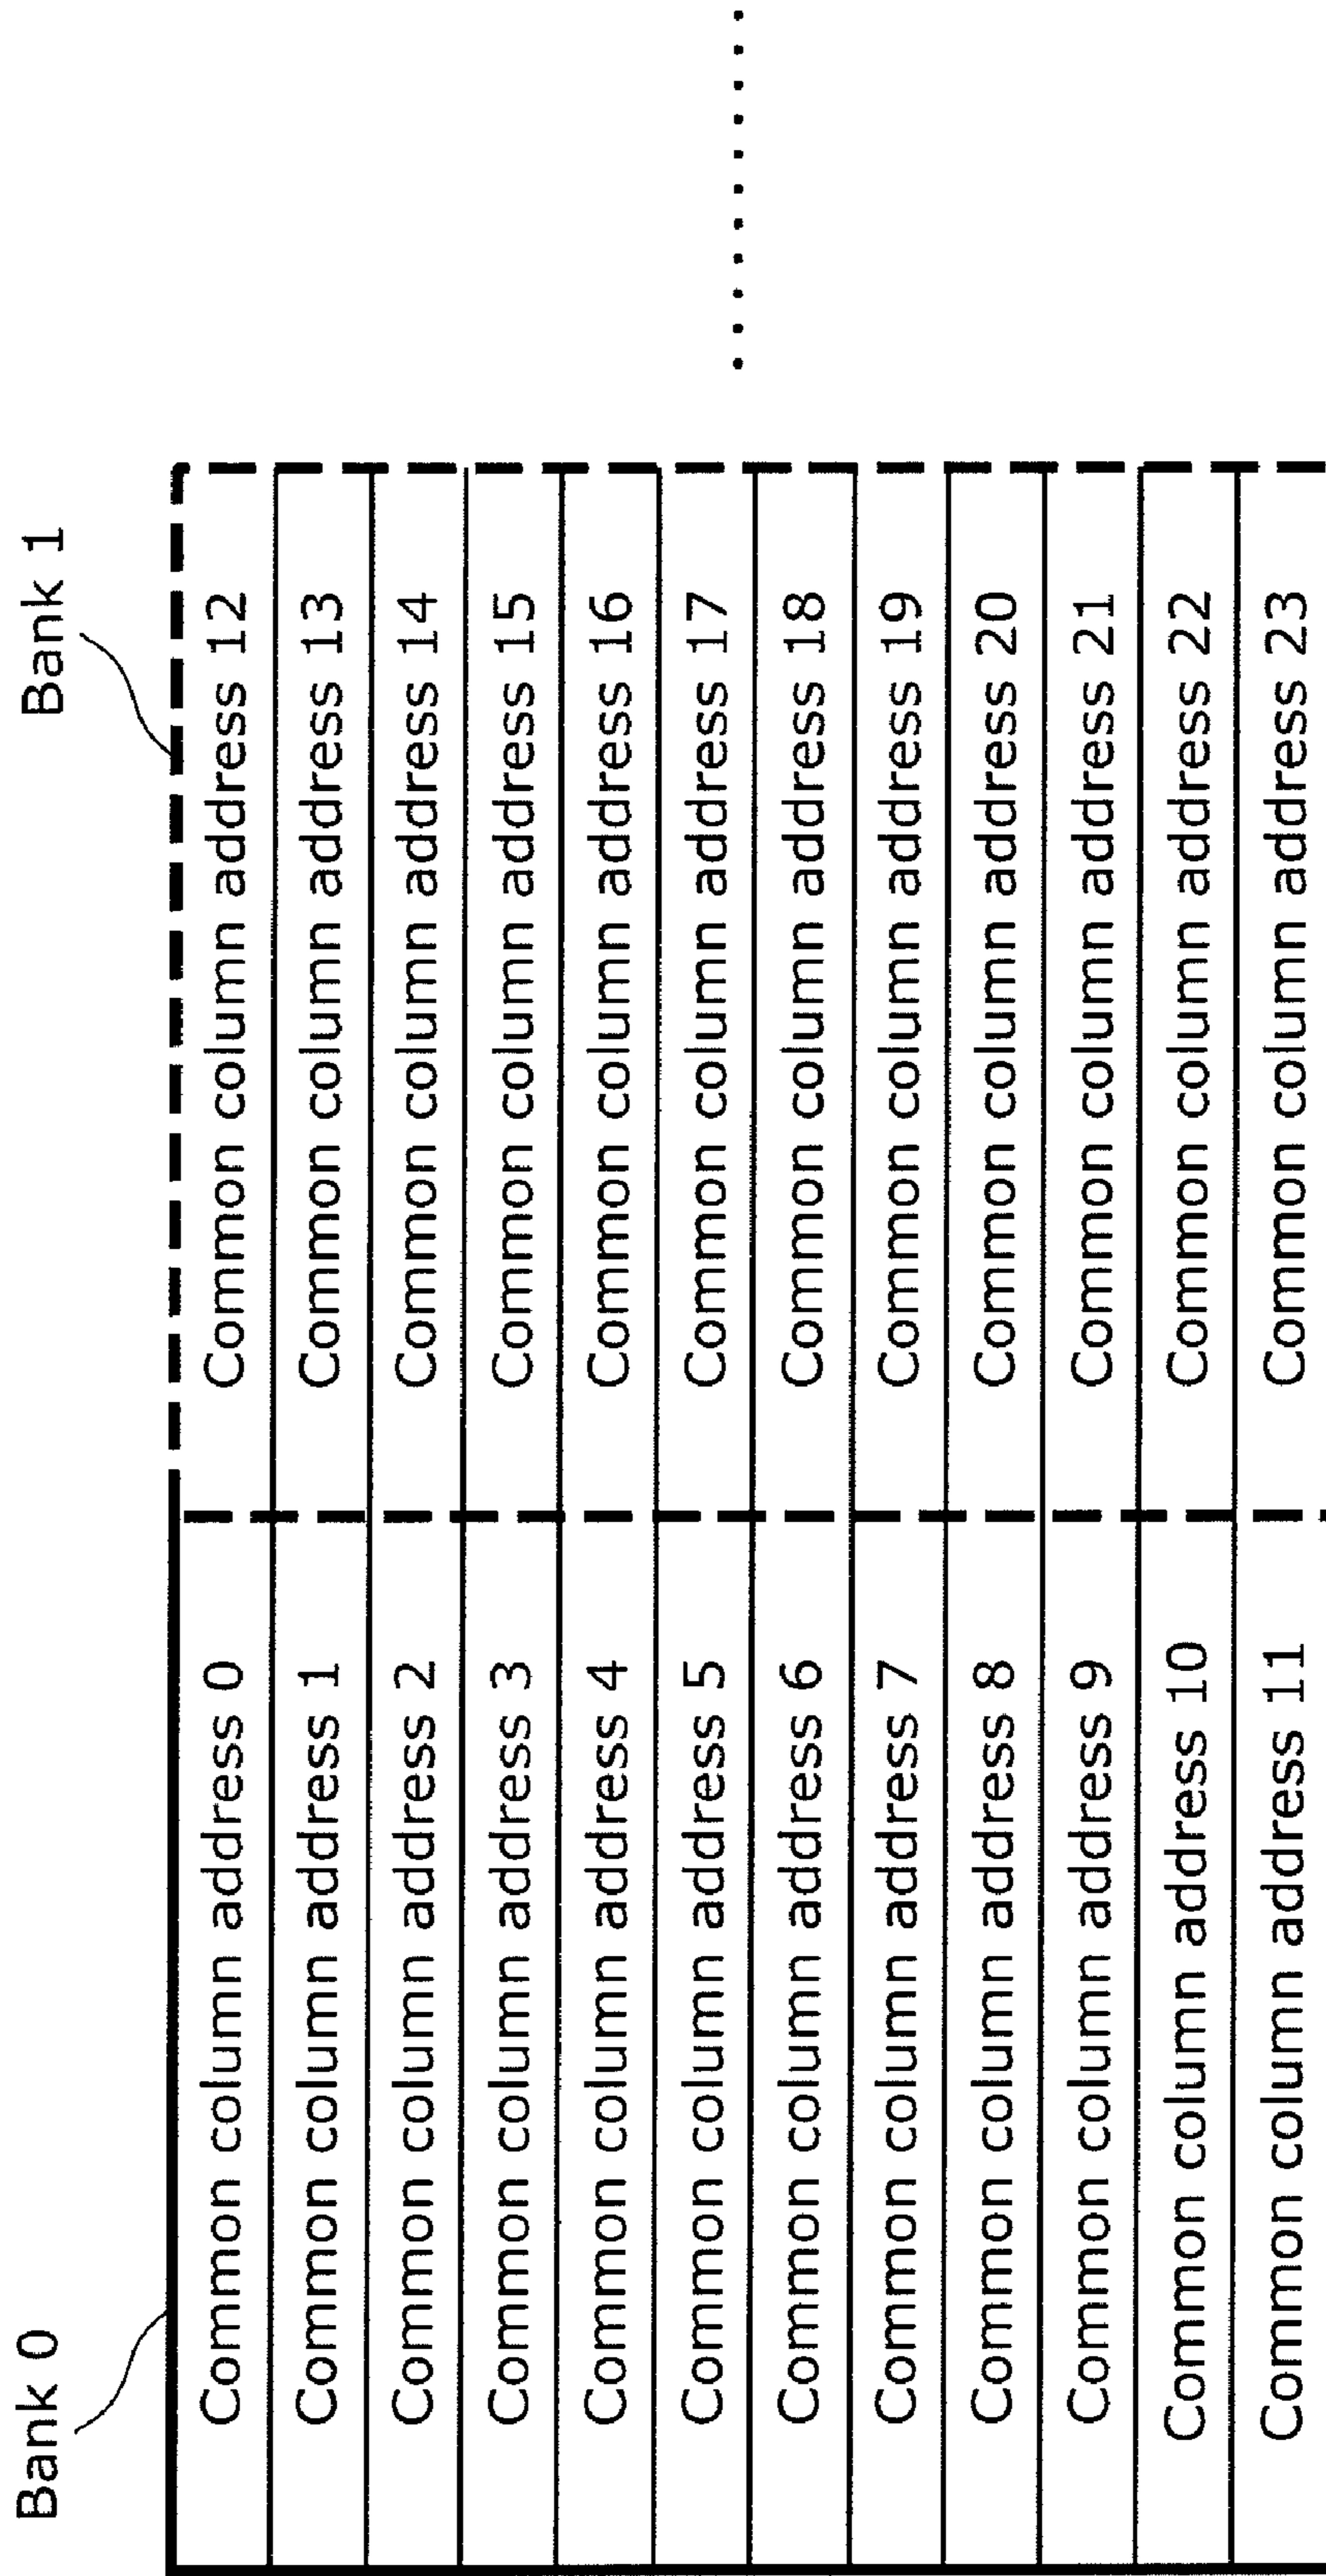 Bank 0
Bank 1
Common column address 0
Common column address 12
Common column address 1
Common column address 13
Common column address 2
Common column address 14
Common column address 3
Common column address 15
Common column address 4
Common column address 16
Common column address 5
Common column address 17
Common column address 6
Common column address 18
Common column address 7
Common column address 19
Common column address 8
Common column address 20
Common column address 9
Common column address 21
Common column address 10
Common column address 22
Common column address 11
Common column address 23